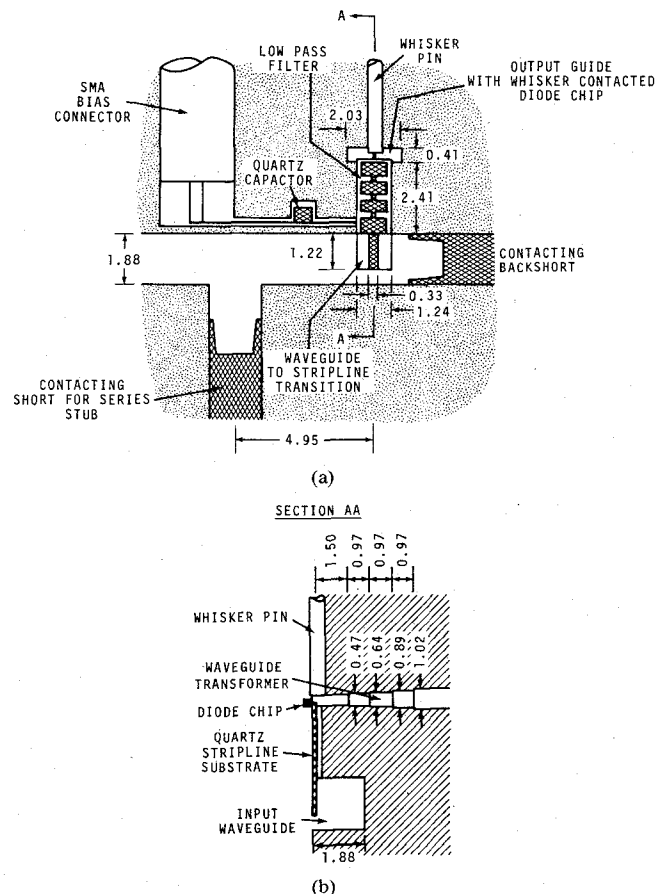 A
LOW PASS
FILTER
WHISKER
PIN
OUTPUT GUIDE
WITH WHISKER CONTACTED
DIODE CHIP
SMA
BIAS
CONNECTOR
2.03
0.41
QUARTZ
CAPACTOR
2.41
1.88
1.22
CONTACTING
BACKSHORT
0.33
1.24
A
WAVEGUIDE
TO STRIPLINE
TRANSITION
CONTACTING
SHORT FOR SERIES
STUB
4.95
(a)
SECTION AA
1.50
0.97
0.97
0.97
WHISKER PIN
0.47
0.64
0.89
1.02
WAVEGUIDE
TRANSFORMER
DIODE CHIP
QUARTZ
STRIPLINE
SUBSTRATE
INPUT
WAVEGUIDE
1.88
(b)